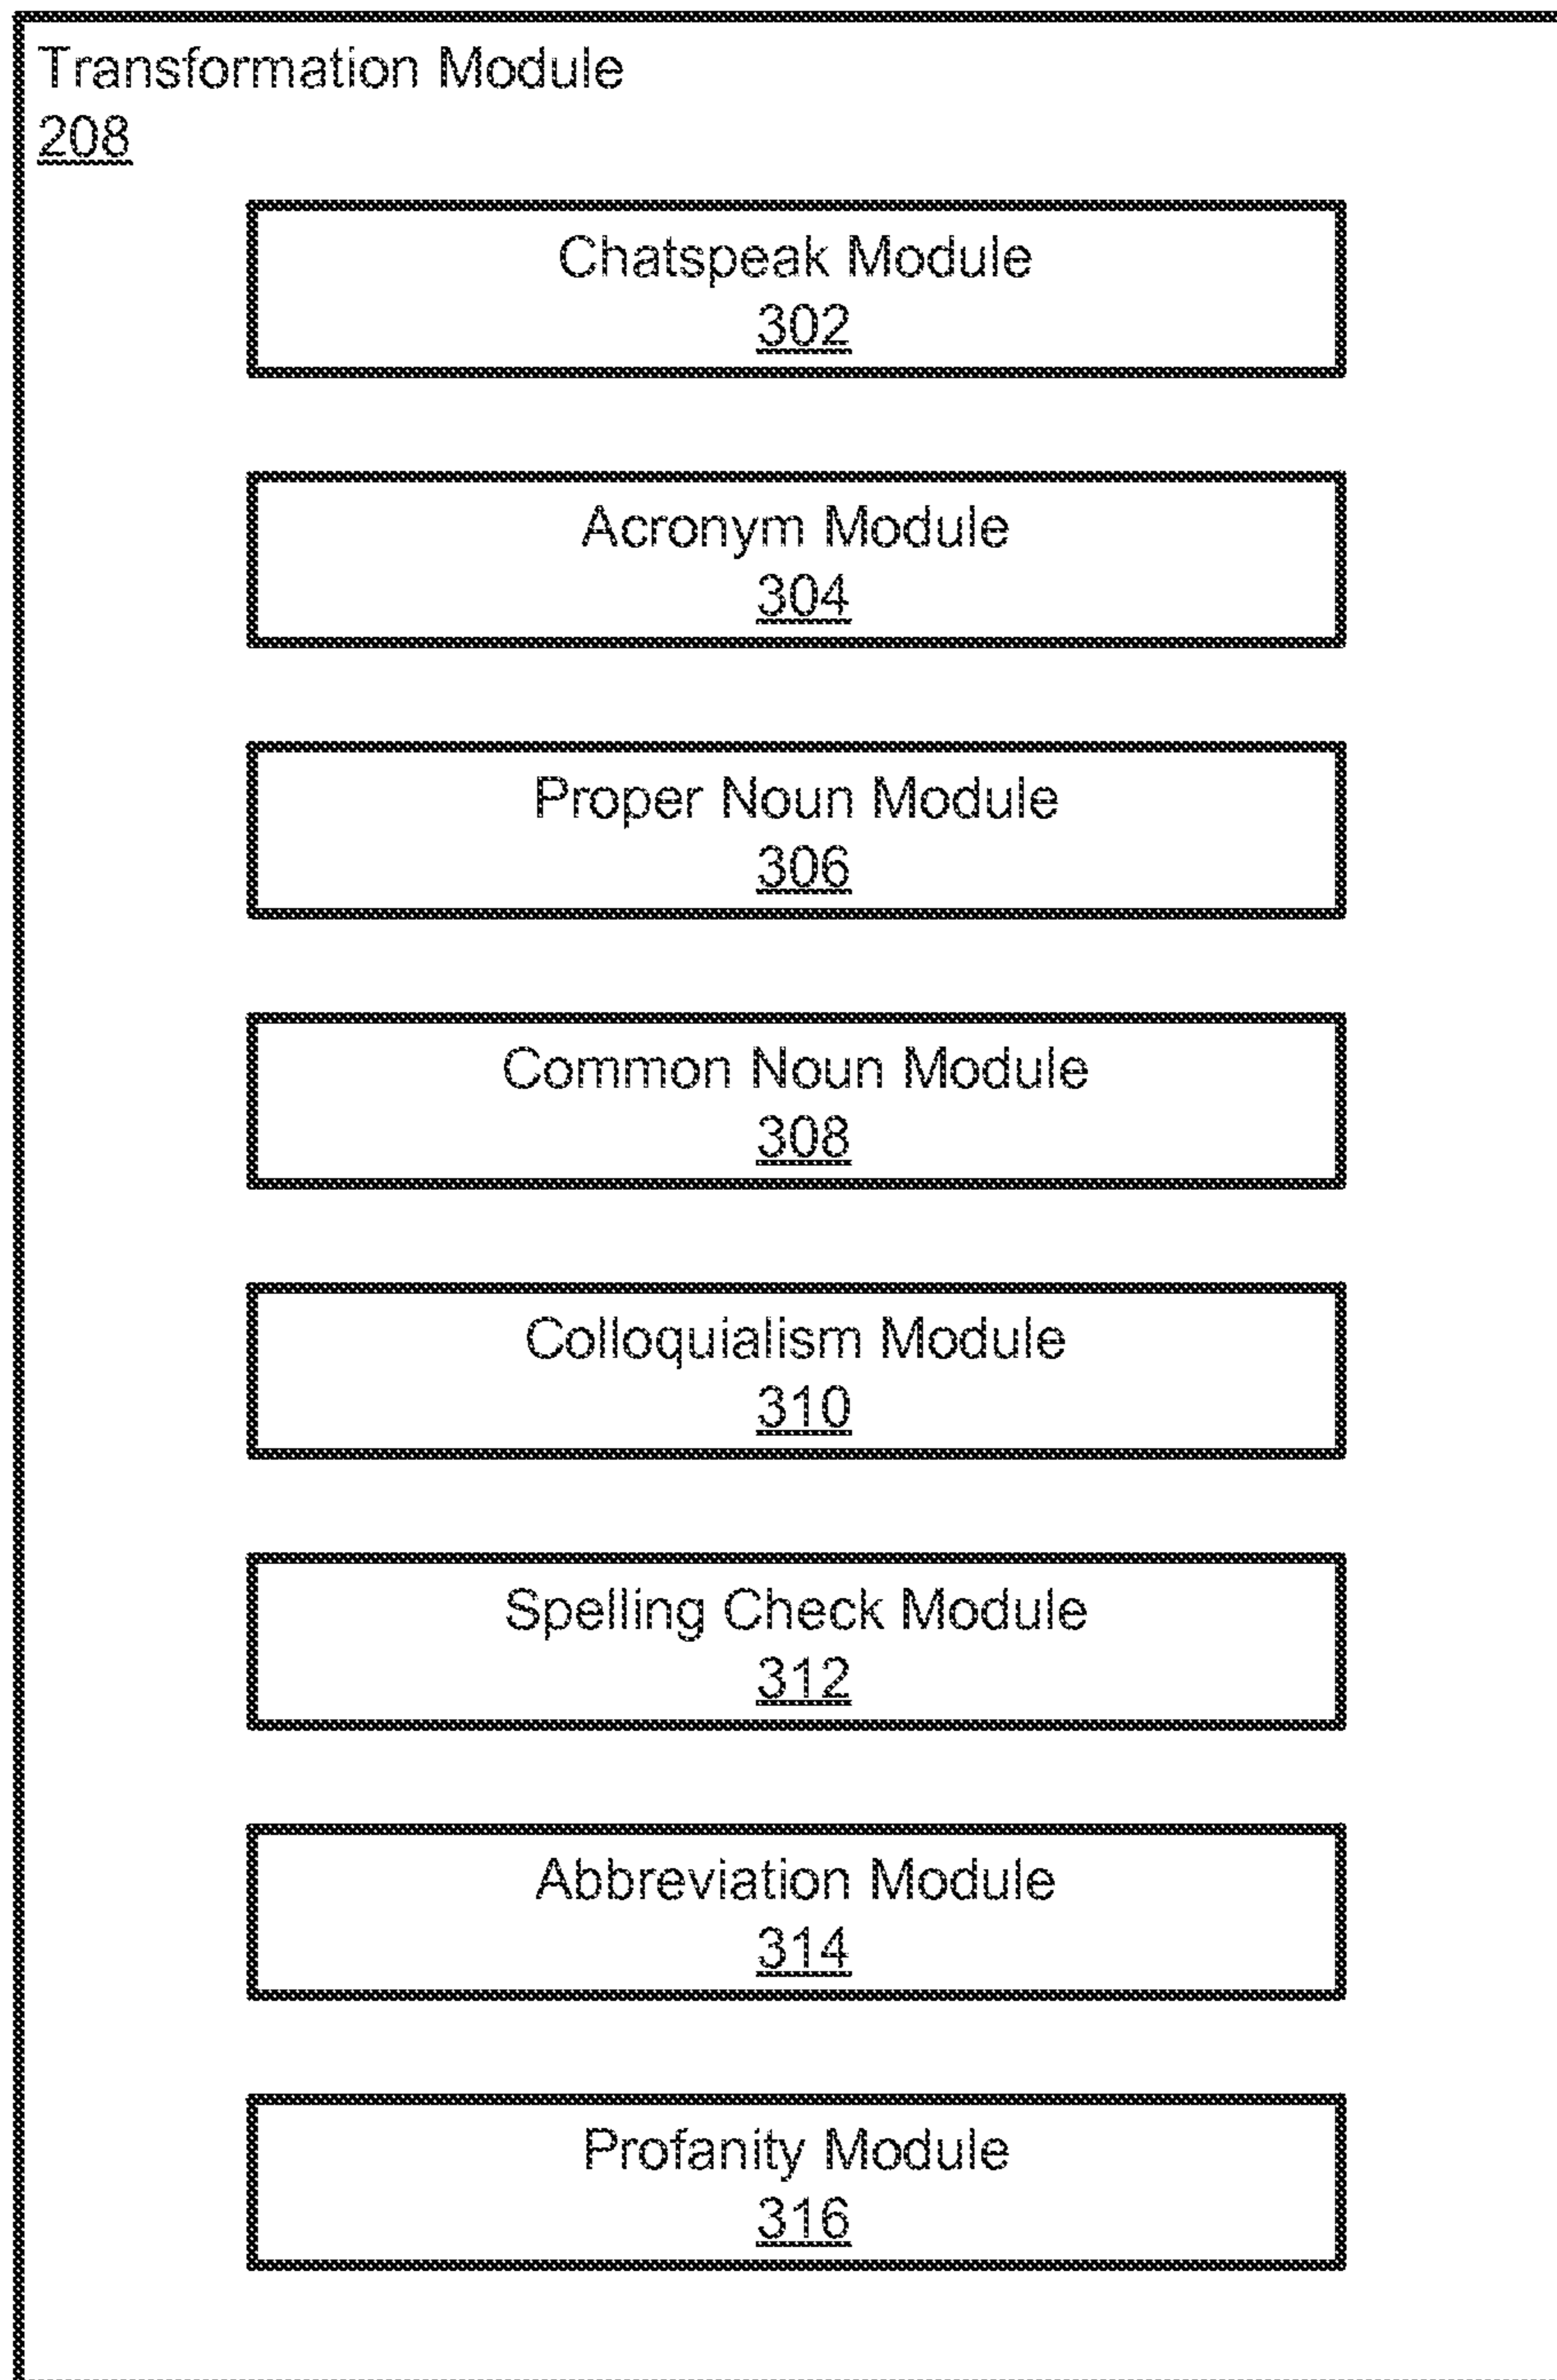 Transformation Module
208
Chatspeak Module
302
Acronym Module
304
Proper Noun Module
306
Common Noun Module
308
Colloquialism Module
310
Spelling Check Module
312
Abbreviation Module
314
Profanity Module
316